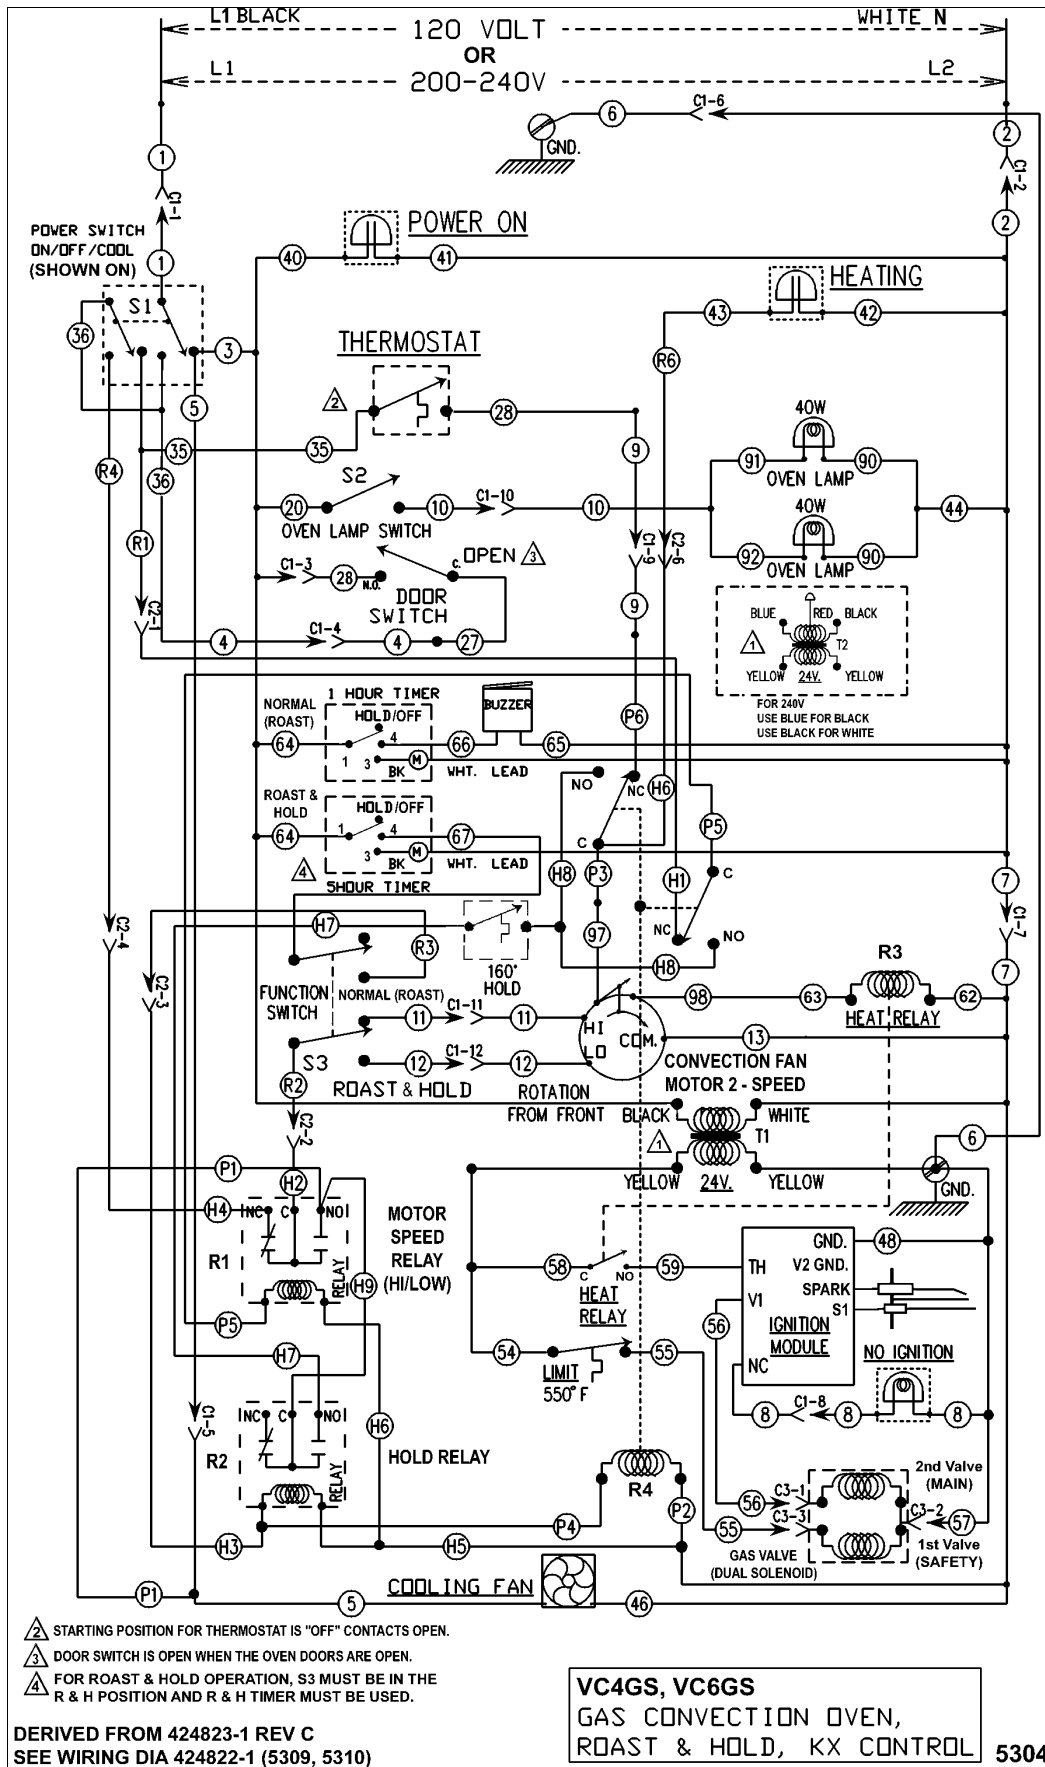 L1 BLACK
WHITE N
120 VOLT
OR
L1
L2
200-240V
6
C1-6
GND.
1
2
C1-1
C1-2
POWER SWITCH
ON/OFF/COOL
(SHOWN ON)
1
2
POWER ON
40
41
HEATING
43
42
S1
36
3
R6
THERMOSTAT
2
28
5
35
35
9
R4
36
40W
91
90
OVEN LAMP
S2
20
10
C1-10
10
44
OVEN LAMP SWITCH
40W
92
90
OVEN LAMP
R1
C1-9
C2-6
C1-3
28
N.O.
C.
OPEN
3
DOOR
SWITCH
C2-1
4
C1-4
4
27
9
BLUE
RED
BLACK
1
T2
YELLOW
24V.
YELLOW
FOR 240V
USE BLUE FOR BLACK
USE BLACK FOR WHITE
1 HOUR TIMER
NORMAL
(ROAST)
HOLD/OFF
BUZZER
P6
64
1
4
3
66
65
BK
M
WHT. LEAD
NO
NC
H6
ROAST &
HOLD
HOLD/OFF
64
1
4
3
67
BK
M
WHT. LEAD
4
5HOUR TIMER
C
P5
H8
P3
H1
C
7
C2-4
C2-3
H7
R3
160°
HOLD
97
NC
NO
H8
C1-7
7
FUNCTION
SWITCH
NORMAL (ROAST)
C1-11
11
11
S3
C1-12
12
12
ROAST & HOLD
HI
LO
COM.
98
63
R3
62
HEAT RELAY
13
CONVECTION FAN
MOTOR 2 - SPEED
ROTATION
FROM FRONT
R2
C2-2
BLACK
WHITE
1
T1
YELLOW
24V.
YELLOW
6
GND.
P1
H2
H4
NC
C
NO
R1
RELAY
MOTOR
SPEED
RELAY
(HI/LOW)
H9
P5
H7
58
C
NO
59
HEAT
RELAY
54
LIMIT
550°F
55
GND.
48
TH
V2 GND.
V1
SPARK
S1
56
IGNITION
MODULE
NC
NO IGNITION
8
C1-8
8
8
C1-5
NC
C
NO
R2
RELAY
H6
HOLD RELAY
R4
P2
P4
H3
H5
56
C3-1
2nd Valve
(MAIN)
55
C3-3
C3-2
57
1st Valve
(SAFETY)
GAS VALVE
(DUAL SOLENOID)
P1
COOLING FAN
5
46
2 STARTING POSITION FOR THERMOSTAT IS "OFF" CONTACTS OPEN.
3 DOOR SWITCH IS OPEN WHEN THE OVEN DOORS ARE OPEN.
4 FOR ROAST & HOLD OPERATION, S3 MUST BE IN THE
R & H POSITION AND R & H TIMER MUST BE USED.
DERIVED FROM 424823-1 REV C
SEE WIRING DIA 424822-1 (5309, 5310)
VC4GS, VC6GS
GAS CONVECTION OVEN,
ROAST & HOLD, KX CONTROL
5304